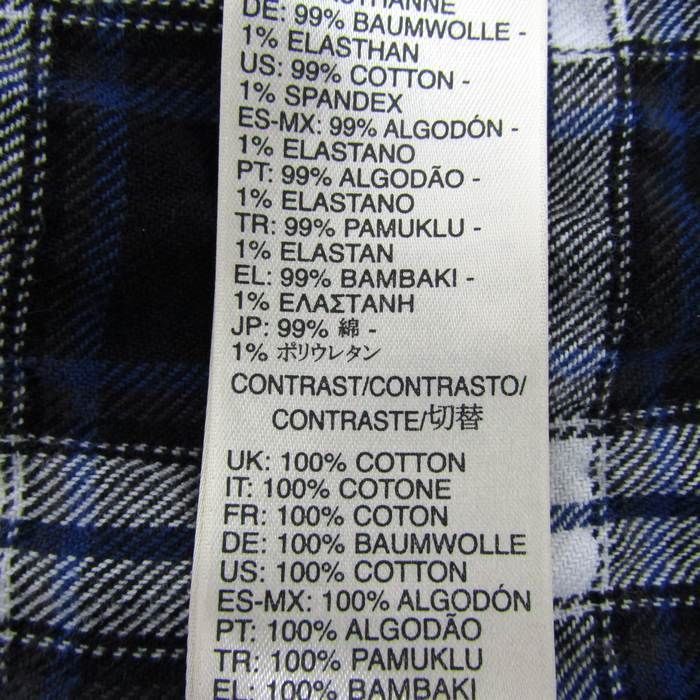 DE: 99% BAUMWOLLE -
1% ELASTHAN
US: 99% COTTON -
1% SPANDEX
ES-MX: 99% ALGODÓN -
1% ELASTANO
PT: 99% ALGODÃO -
1% ELASTANO
TR: 99% PAMUKLU -
1% ELASTAN
EL: 99% BAMBAKI -
1% ΕΛΑΣΤΑΝΗ
JP: 99% 綿 -
1% ポリウレタン
CONTRAST/CONTRASTO/
CONTRASTE/切替
UK: 100% COTTON
IT: 100% COTONE
FR: 100% COTON
DE: 100% BAUMWOLLE
US: 100% COTTON
ES-MX: 100% ALGODÓN
PT: 100% ALGODÃO
TR: 100% PAMUKLU
EL: 100% BAMBAKI